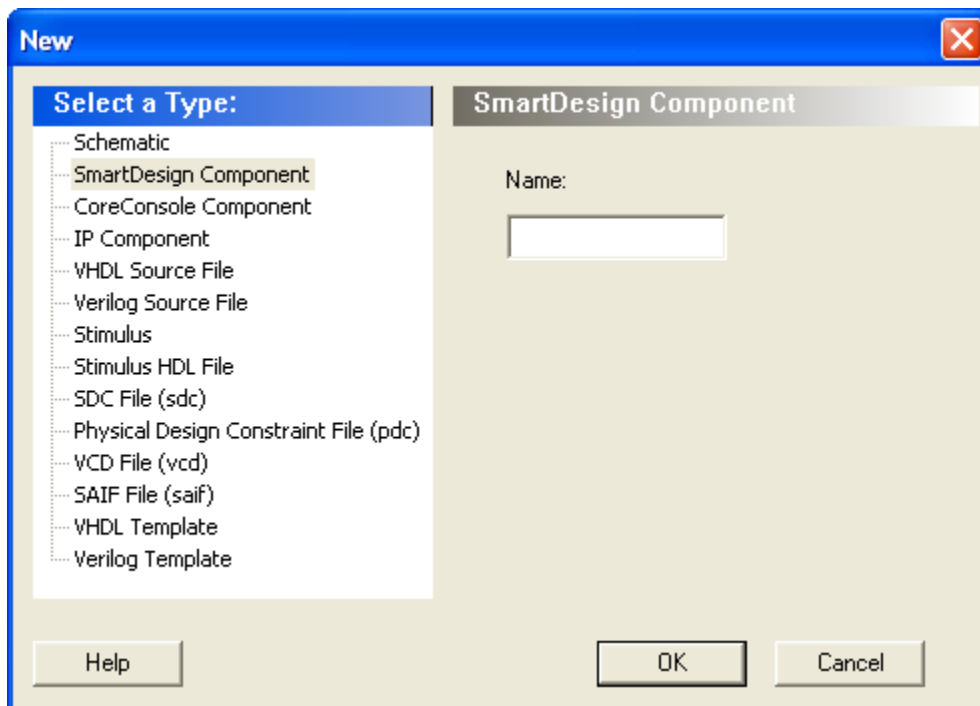 New
Select a Type:
Schematic
SmartDesign Component
CoreConsole Component
IP Component
VHDL Source File
Verilog Source File
Stimulus
Stimulus HDL File
SDC File (sdc)
Physical Design Constraint File (pdc)
VCD File (vcd)
SAIF File (saif)
VHDL Template
Verilog Template
SmartDesign Component
Name:
Help
OK
Cancel